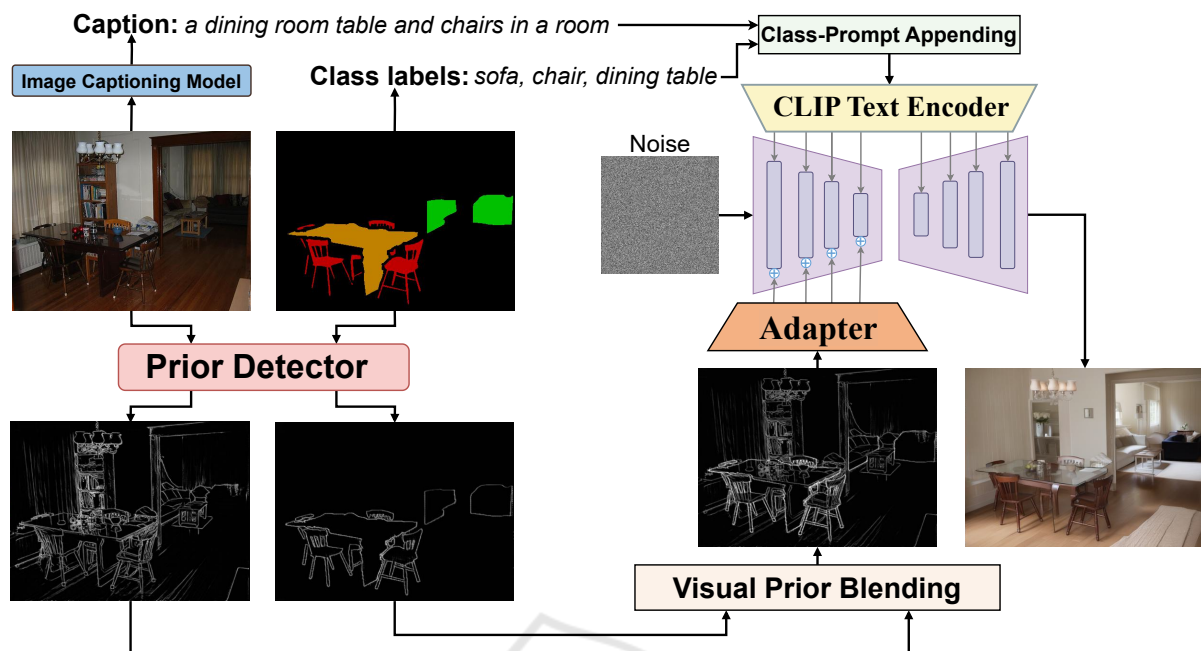 Caption: a dining room table and chairs in a room
Class-Prompt Appending
Image Captioning Model
Class labels: sofa, chair, dining table
CLIP Text Encoder
Noise
Adapter
Prior Detector
Visual Prior Blending